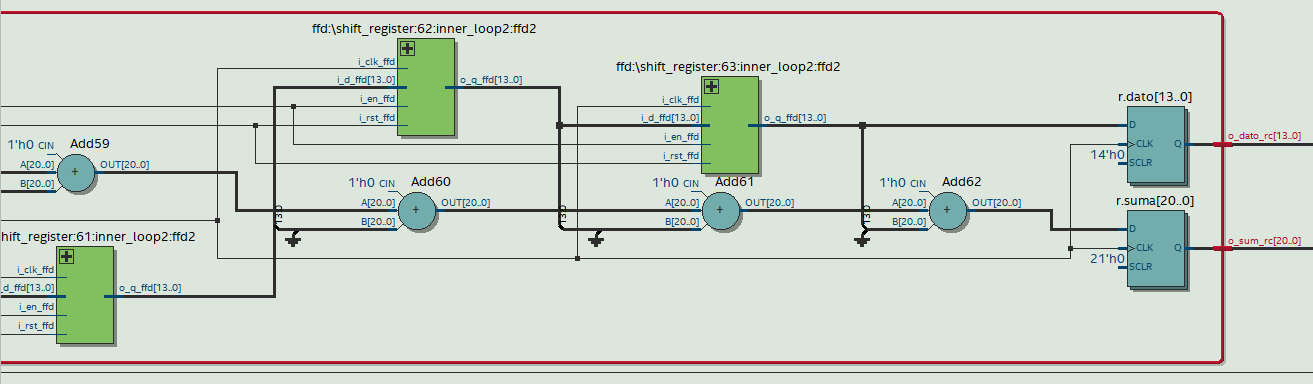 ffd:\shift_register:62:inner_loop2:ffd2
i_clk_ffd
i_d_ffd[13..0]
o_q_ffd[13..0]
i_en_ffd
i_rst_ffd
ffd:\shift_register:63:inner_loop2:ffd2
i_clk_ffd
i_d_ffd[13..0]
o_q_ffd[13..0]
i_en_ffd
i_rst_ffd
r.dato[13..0]
D
CLK
Q
14'h0
SCLR
o_dato_rc[13..0]
1'h0 CIN
Add59
A[20..0]
OUT[20..0]
B[20..0]
+
1'h0 CIN
Add60
A[20..0]
OUT[20..0]
B[20..0]
+
1'h0 CIN
Add61
A[20..0]
OUT[20..0]
B[20..0]
+
1'h0 CIN
Add62
A[20..0]
OUT[20..0]
B[20..0]
+
r.suma[20..0]
D
CLK
Q
21'h0
SCLR
o_sum_rc[20..0]
hift_register:61:inner_loop2:ffd2
i_clk_ffd
_d_ffd[13..0]
o_q_ffd[13..0]
i_en_ffd
i_rst_ffd